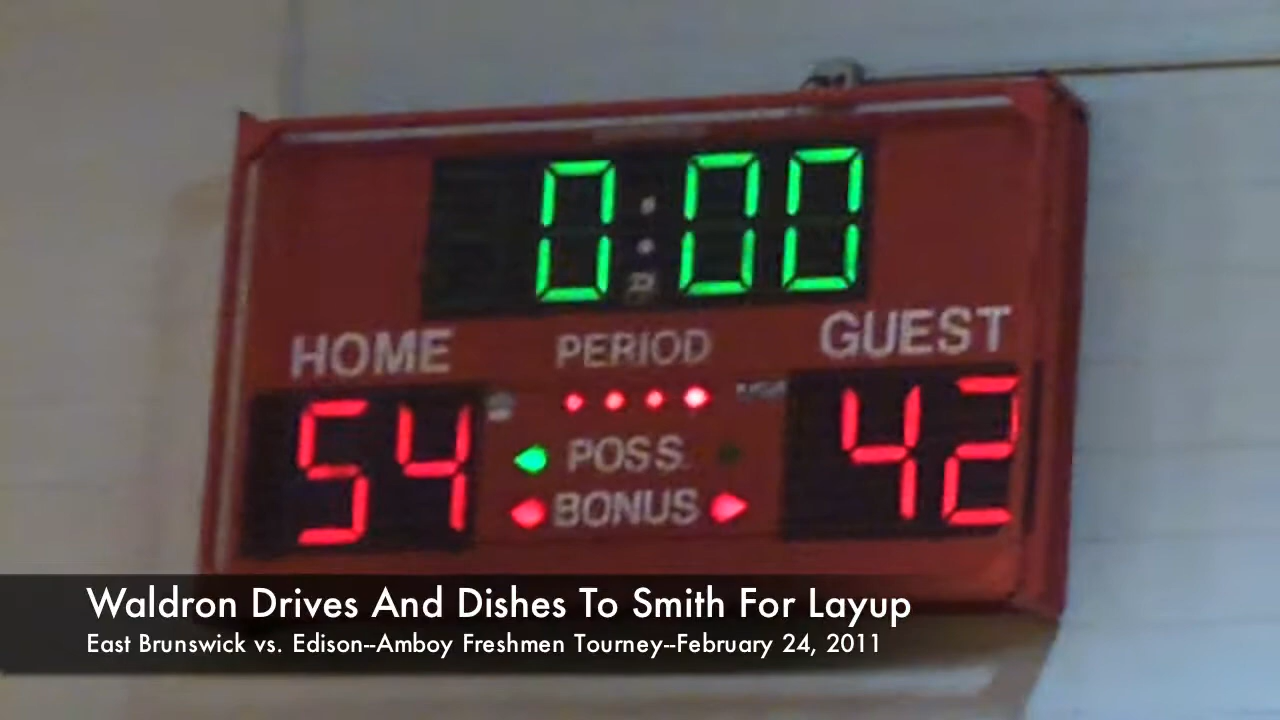 0:00
HOME PERIOD GUEST
54 42
POSS.
BONUS
Waldron Drives And Dishes To Smith For Layup
East Brunswick vs. Edison--Amboy Freshmen Tourney--February 24, 2011